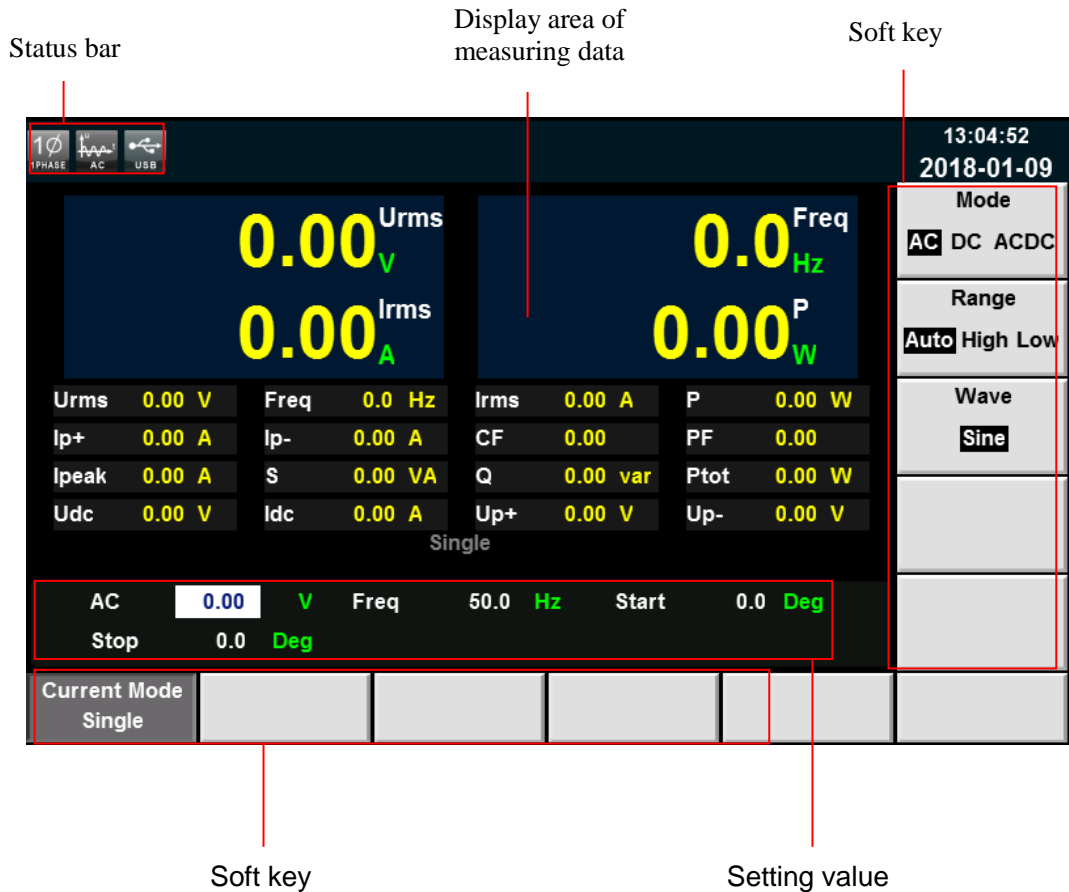 Display area of
measuring data
Soft key
Status bar
1Ø
1PHASE
U
t
AC
USB
13:04:52
2018-01-09
Mode
AC DC ACDC
Range
Auto High Low
Wave
Sine
0.00 Urms V
0.0 Freq Hz
0.00 Irms A
0.00 P W
Urms 0.00 V Freq 0.0 Hz Irms 0.00 A P 0.00 W
Ip+ 0.00 A Ip- 0.00 A CF 0.00 PF 0.00
Ipeak 0.00 A S 0.00 VA Q 0.00 var Ptot 0.00 W
Udc 0.00 V Idc 0.00 A Up+ 0.00 V Up- 0.00 V
Single
AC 0.00 V Freq 50.0 Hz Start 0.0 Deg
Stop 0.0 Deg
Current Mode
Single
Soft key
Setting value